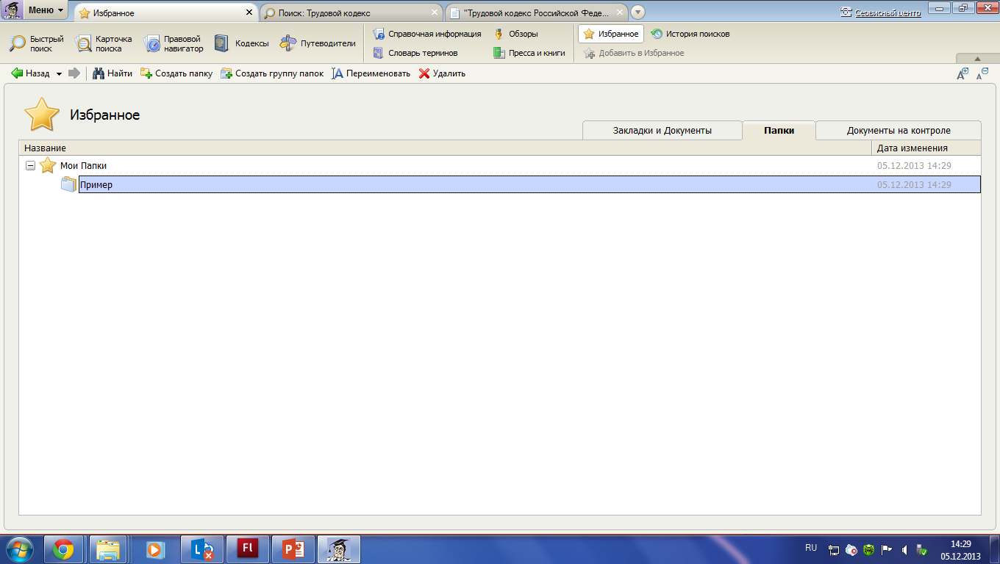 Меню
Избранное
Поиск: Трудовой кодекс
"Трудовой кодекс Российской Феде...
Сервисный центр
Быстрый
поиск
Карточка
поиска
Правовой
навигатор
Кодексы
Путеводители
Справочная информация
Словарь терминов
Обзоры
Пресса и книги
Избранное
История поисков
Добавить в Избранное
Назад
Найти
Создать папку
Создать группу папок
Переименовать
Удалить
Избранное
Закладки и Документы
Папки
Документы на контроле
Название
Дата изменения
Мои Папки
05.12.2013 14:29
Пример
05.12.2013 14:29
RU
14:29
05.12.2013